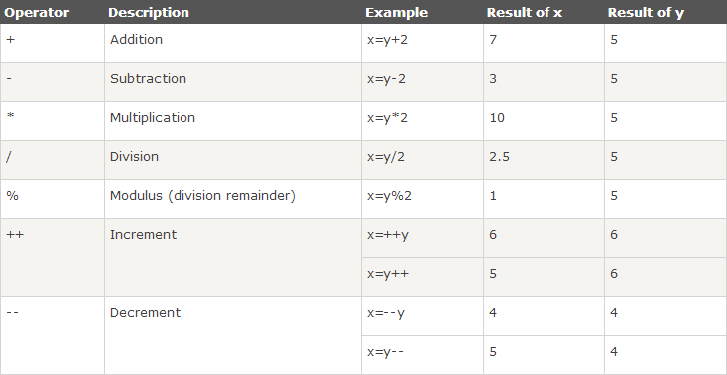 Operator Description Example Result of x Result of y
+ Addition x=y+2 7 5
- Subtraction x=y-2 3 5
* Multiplication x=y*2 10 5
/ Division x=y/2 2.5 5
% Modulus (division remainder) x=y%2 1 5
++ Increment x=++y 6 6
x=y++ 5 6
-- Decrement x=--y 4 4
x=y-- 5 4